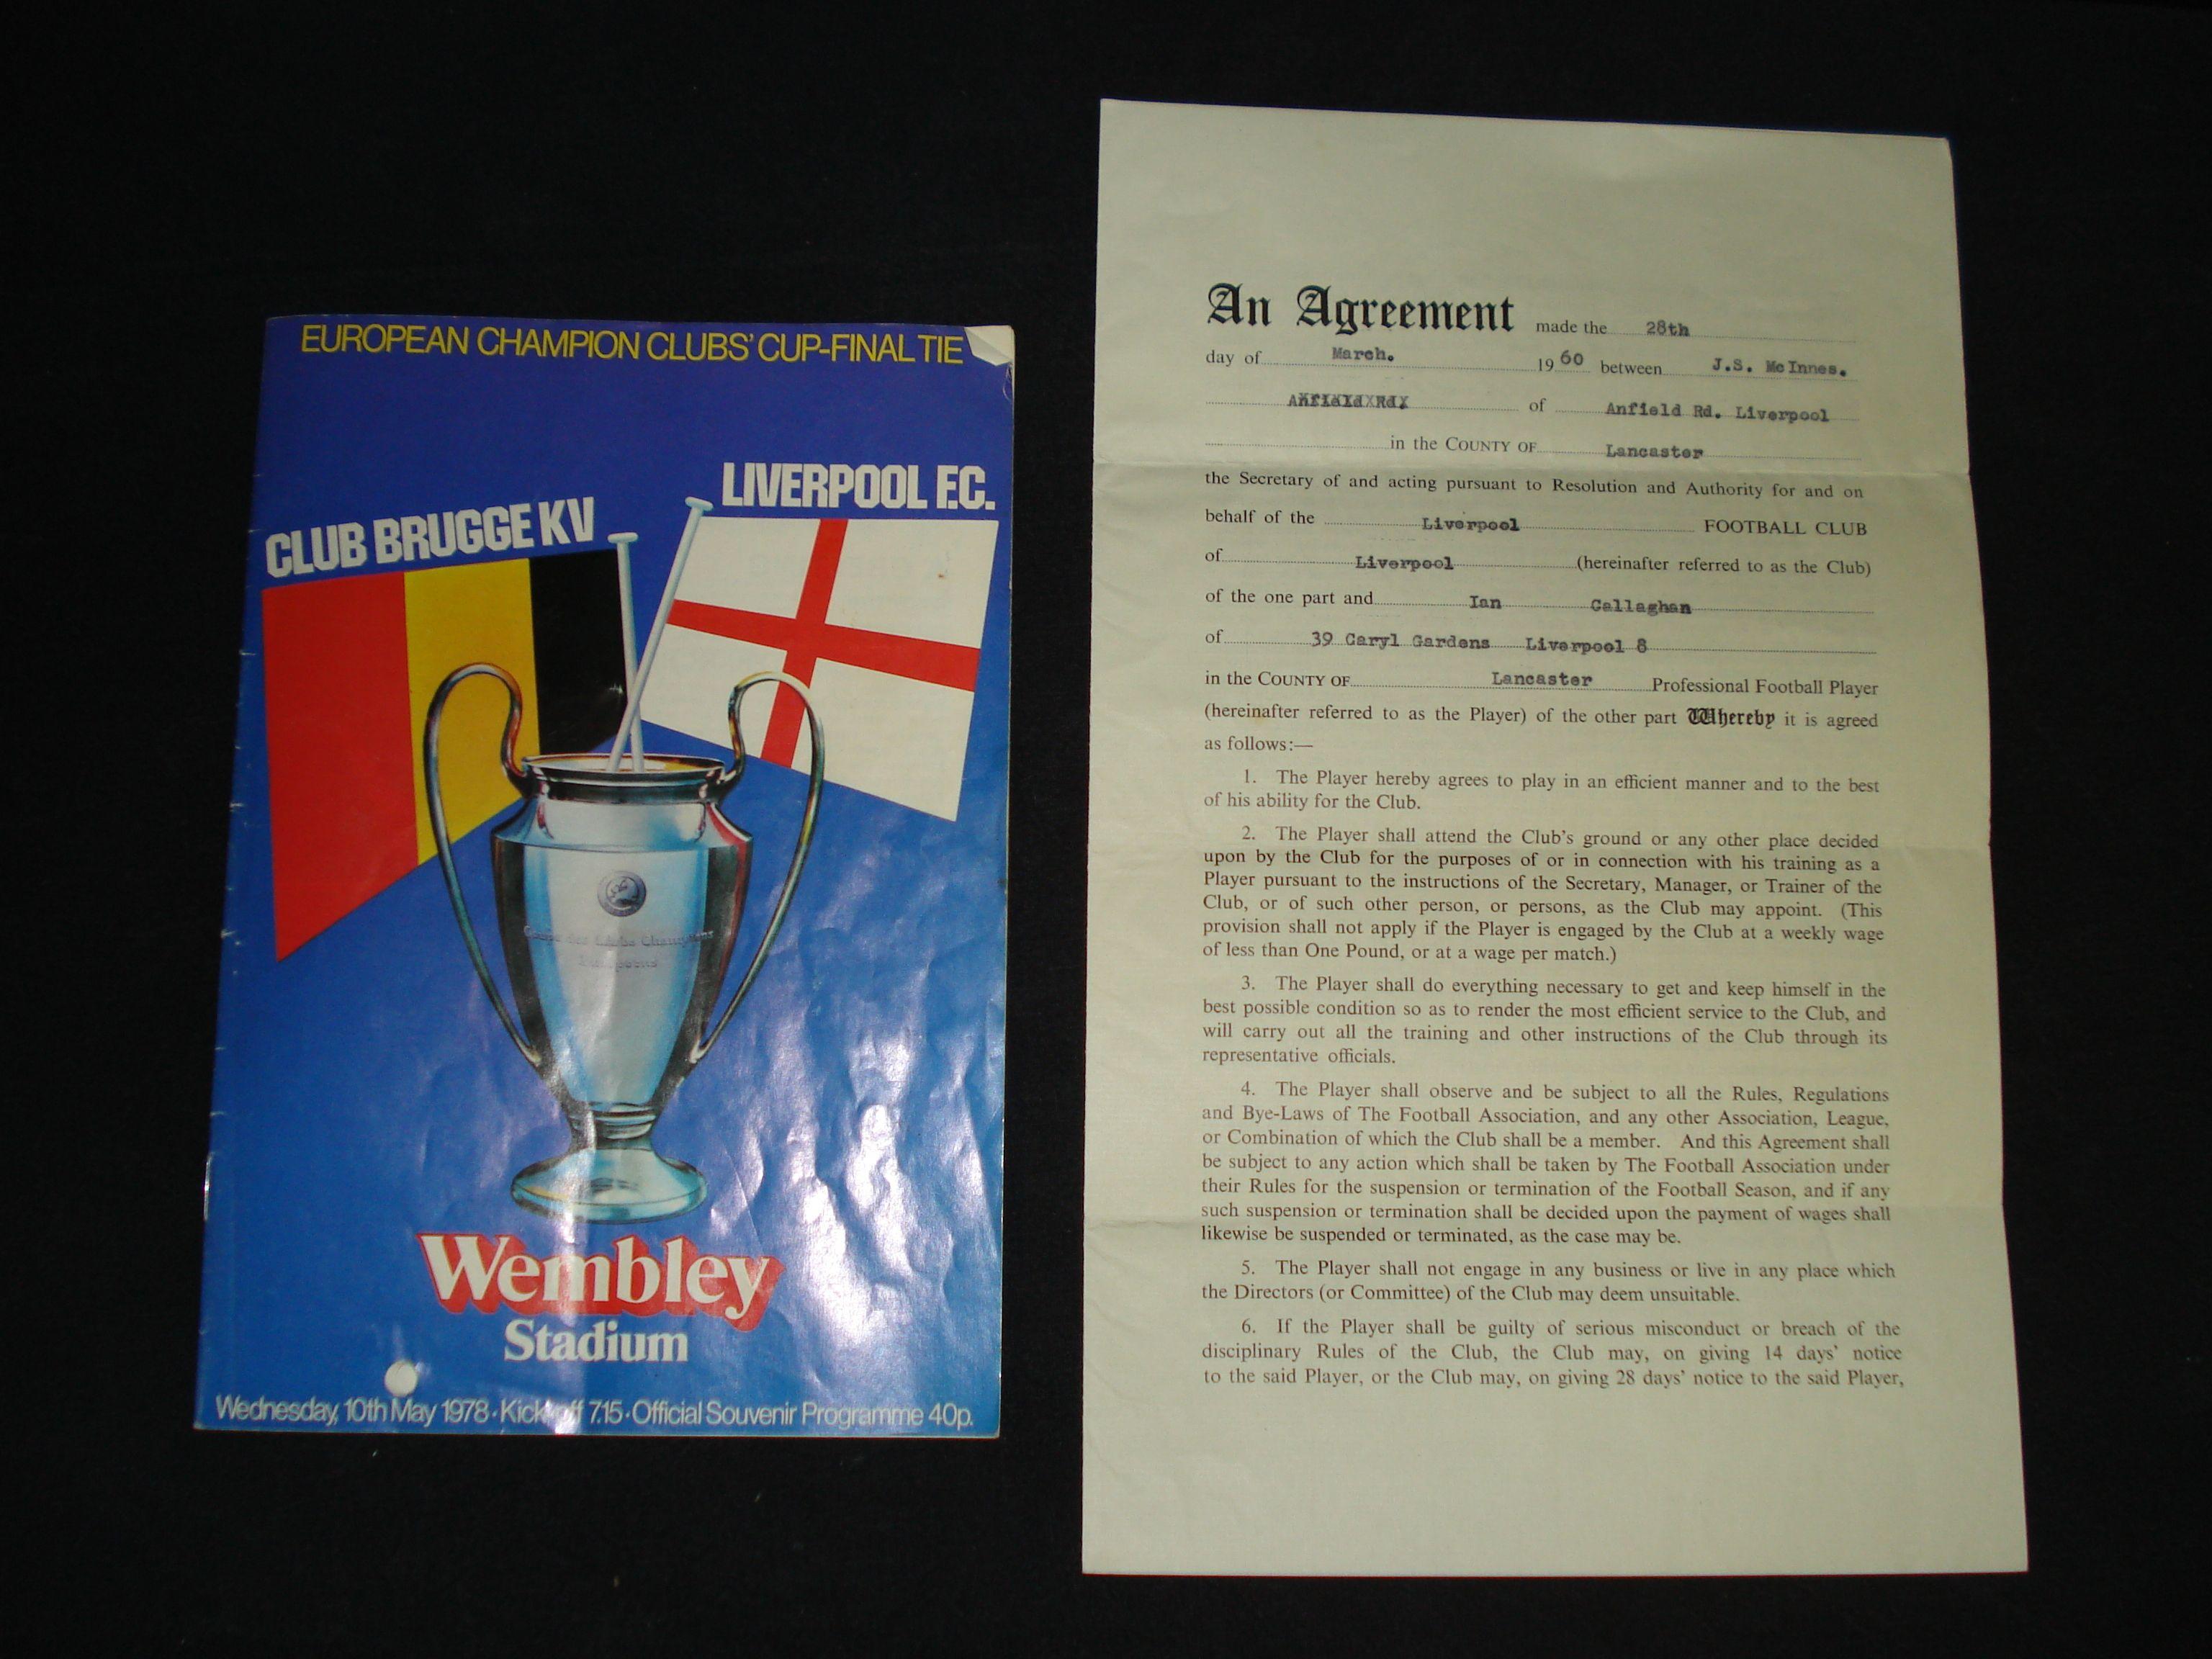 EUROPEAN CHAMPION CLUBS' CUP-FINAL TIE
LIVERPOOL F.C.
CLUB BRUGGE KV
Coupe des Clubs Champions
Européens
Wembley
Stadium
Wednesday, 10th May 1978·Kick off 7.15·Official Souvenir Programme 40p.
An Agreement made the 28th
day of March. 1960 between J.S. McInnes.
Anfield Rd. of Anfield Rd. Liverpool
in the COUNTY OF Lancaster
the Secretary of and acting pursuant to Resolution and Authority for and on
behalf of the Liverpool FOOTBALL CLUB
of Liverpool (hereinafter referred to as the Club)
of the one part and Ian Callaghan
of 39 Caryl Gardens Liverpool 8
in the COUNTY OF Lancaster Professional Football Player
(hereinafter referred to as the Player) of the other part Whereby it is agreed
as follows:—
1. The Player hereby agrees to play in an efficient manner and to the best
of his ability for the Club.
2. The Player shall attend the Club's ground or any other place decided
upon by the Club for the purposes of or in connection with his training as a
Player pursuant to the instructions of the Secretary, Manager, or Trainer of the
Club, or of such other person, or persons, as the Club may appoint. (This
provision shall not apply if the Player is engaged by the Club at a weekly wage
of less than One Pound, or at a wage per match.)
3. The Player shall do everything necessary to get and keep himself in the
best possible condition so as to render the most efficient service to the Club, and
will carry out all the training and other instructions of the Club through its
representative officials.
4. The Player shall observe and be subject to all the Rules, Regulations
and Bye-Laws of The Football Association, and any other Association, League,
or Combination of which the Club shall be a member. And this Agreement shall
be subject to any action which shall be taken by The Football Association under
their Rules for the suspension or termination of the Football Season, and if any
such suspension or termination shall be decided upon the payment of wages shall
likewise be suspended or terminated, as the case may be.
5. The Player shall not engage in any business or live in any place which
the Directors (or Committee) of the Club may deem unsuitable.
6. If the Player shall be guilty of serious misconduct or breach of the
disciplinary Rules of the Club, the Club may, on giving 14 days' notice
to the said Player, or the Club may, on giving 28 days' notice to the said Player,